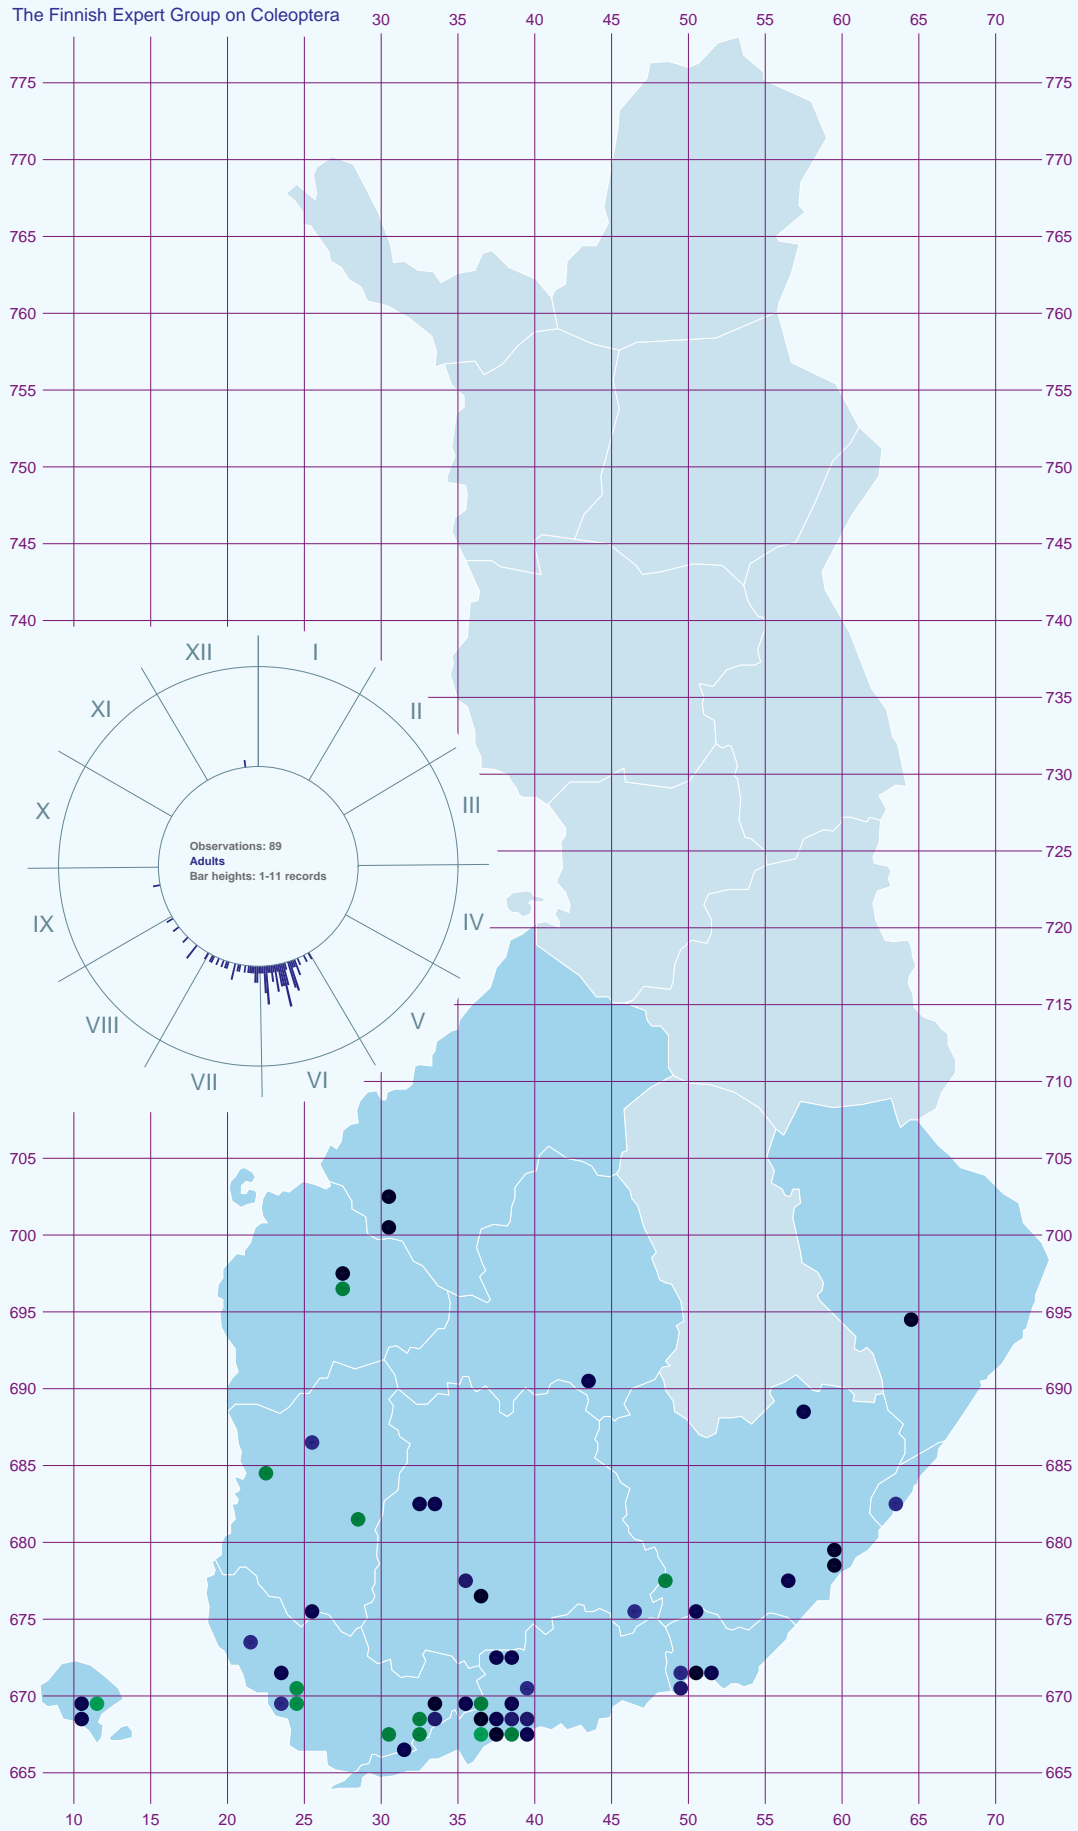 The Finnish Expert Group on Coleoptera 30 35 40 45 50 55 60 65 70
775 775
770 770
765 765
760 760
755 755
750 750
745 745
740 740
XII I
735
XI II
730
X III
Observations: 89
Adults
Bar heights: 1-11 records
725
IX IV
720
715
VIII V
VII VI
710
705 705
700 700
695 695
690 690
685 685
680 680
675 675
670 670
665 665
10 15 20 25 30 35 40 45 50 55 60 65 70